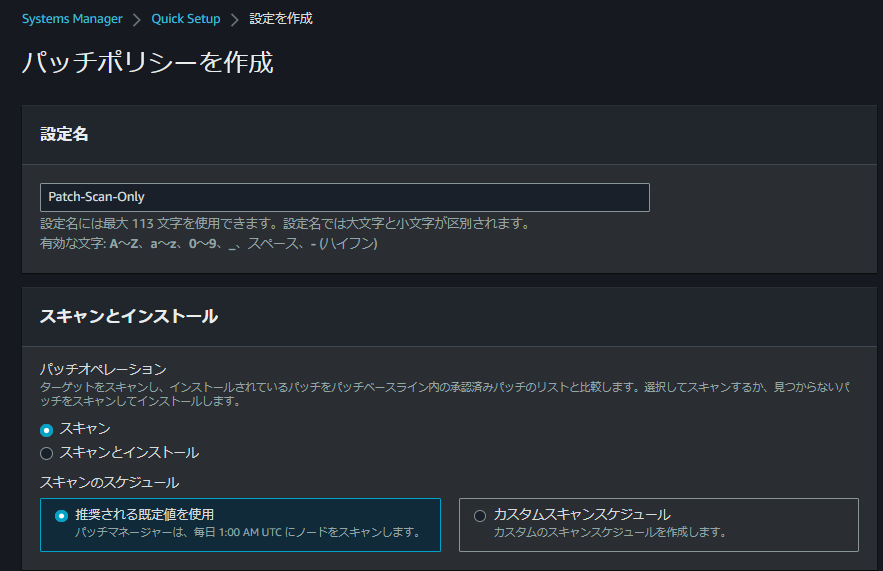 Systems Manager > Quick Setup > 設定を作成
パッチポリシーを作成
設定名
Patch-Scan-Only
設定名には最大 113 文字を使用できます。設定名では大文字と小文字が区別されます。
有効な文字: A～Z、a～z、0～9、_、スペース、- (ハイフン)
スキャンとインストール
パッチオペレーション
ターゲットをスキャンし、インストールされているパッチをパッチベースライン内の承認済みパッチのリストと比較します。選択してスキャンするか、見つからないパ
ッチをスキャンしてインストールします。
スキャン
スキャンとインストール
スキャンのスケジュール
推奨される既定値を使用
パッチマネージャーは、毎日 1:00 AM UTC にノードをスキャンします。
カスタムスキャンスケジュール
カスタムのスキャンスケジュールを作成します。